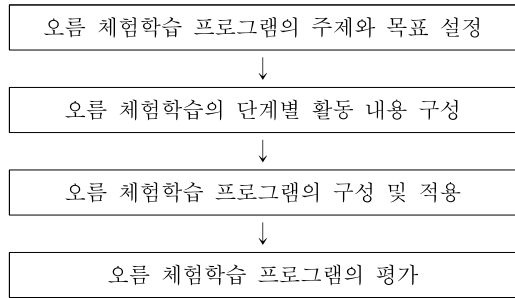 오름 체험학습 프로그램의 주제와 목표 설정
오름 체험학습의 단계별 활동 내용 구성
오름 체험학습 프로그램의 구성 및 적용
오름 체험학습 프로그램의 평가